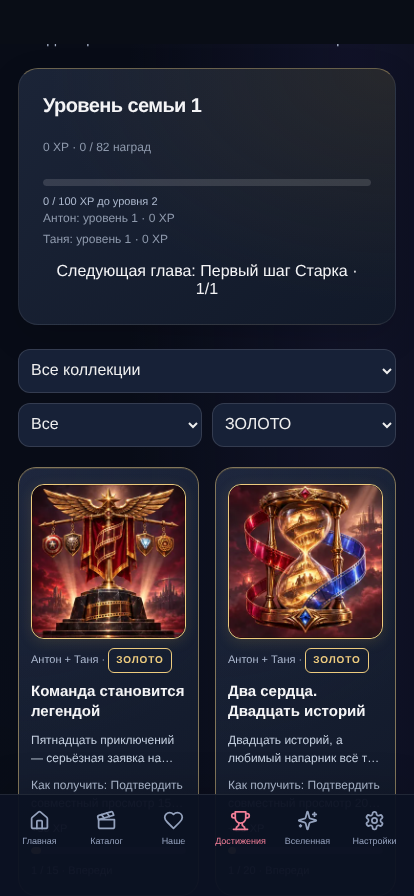 Уровень семьи 1
0 XP · 0 / 82 наград
0 / 100 XP до уровня 2
Антон: уровень 1 · 0 XP
Таня: уровень 1 · 0 XP
Следующая глава: Первый шаг Старка ·
1/1
Все коллекции
Все
ЗОЛОТО
Антон + Таня · ЗОЛОТО
Команда становится
легендой
Пятнадцать приключений
— серьёзная заявка на…
Как получить: Подтвердить
Антон + Таня · ЗОЛОТО
Два сердца.
Двадцать историй
Двадцать историй, а
любимый напарник всё т…
Как получить: Подтвердить
Главная
Каталог
Наше
Достижения
Вселенная
Настройки